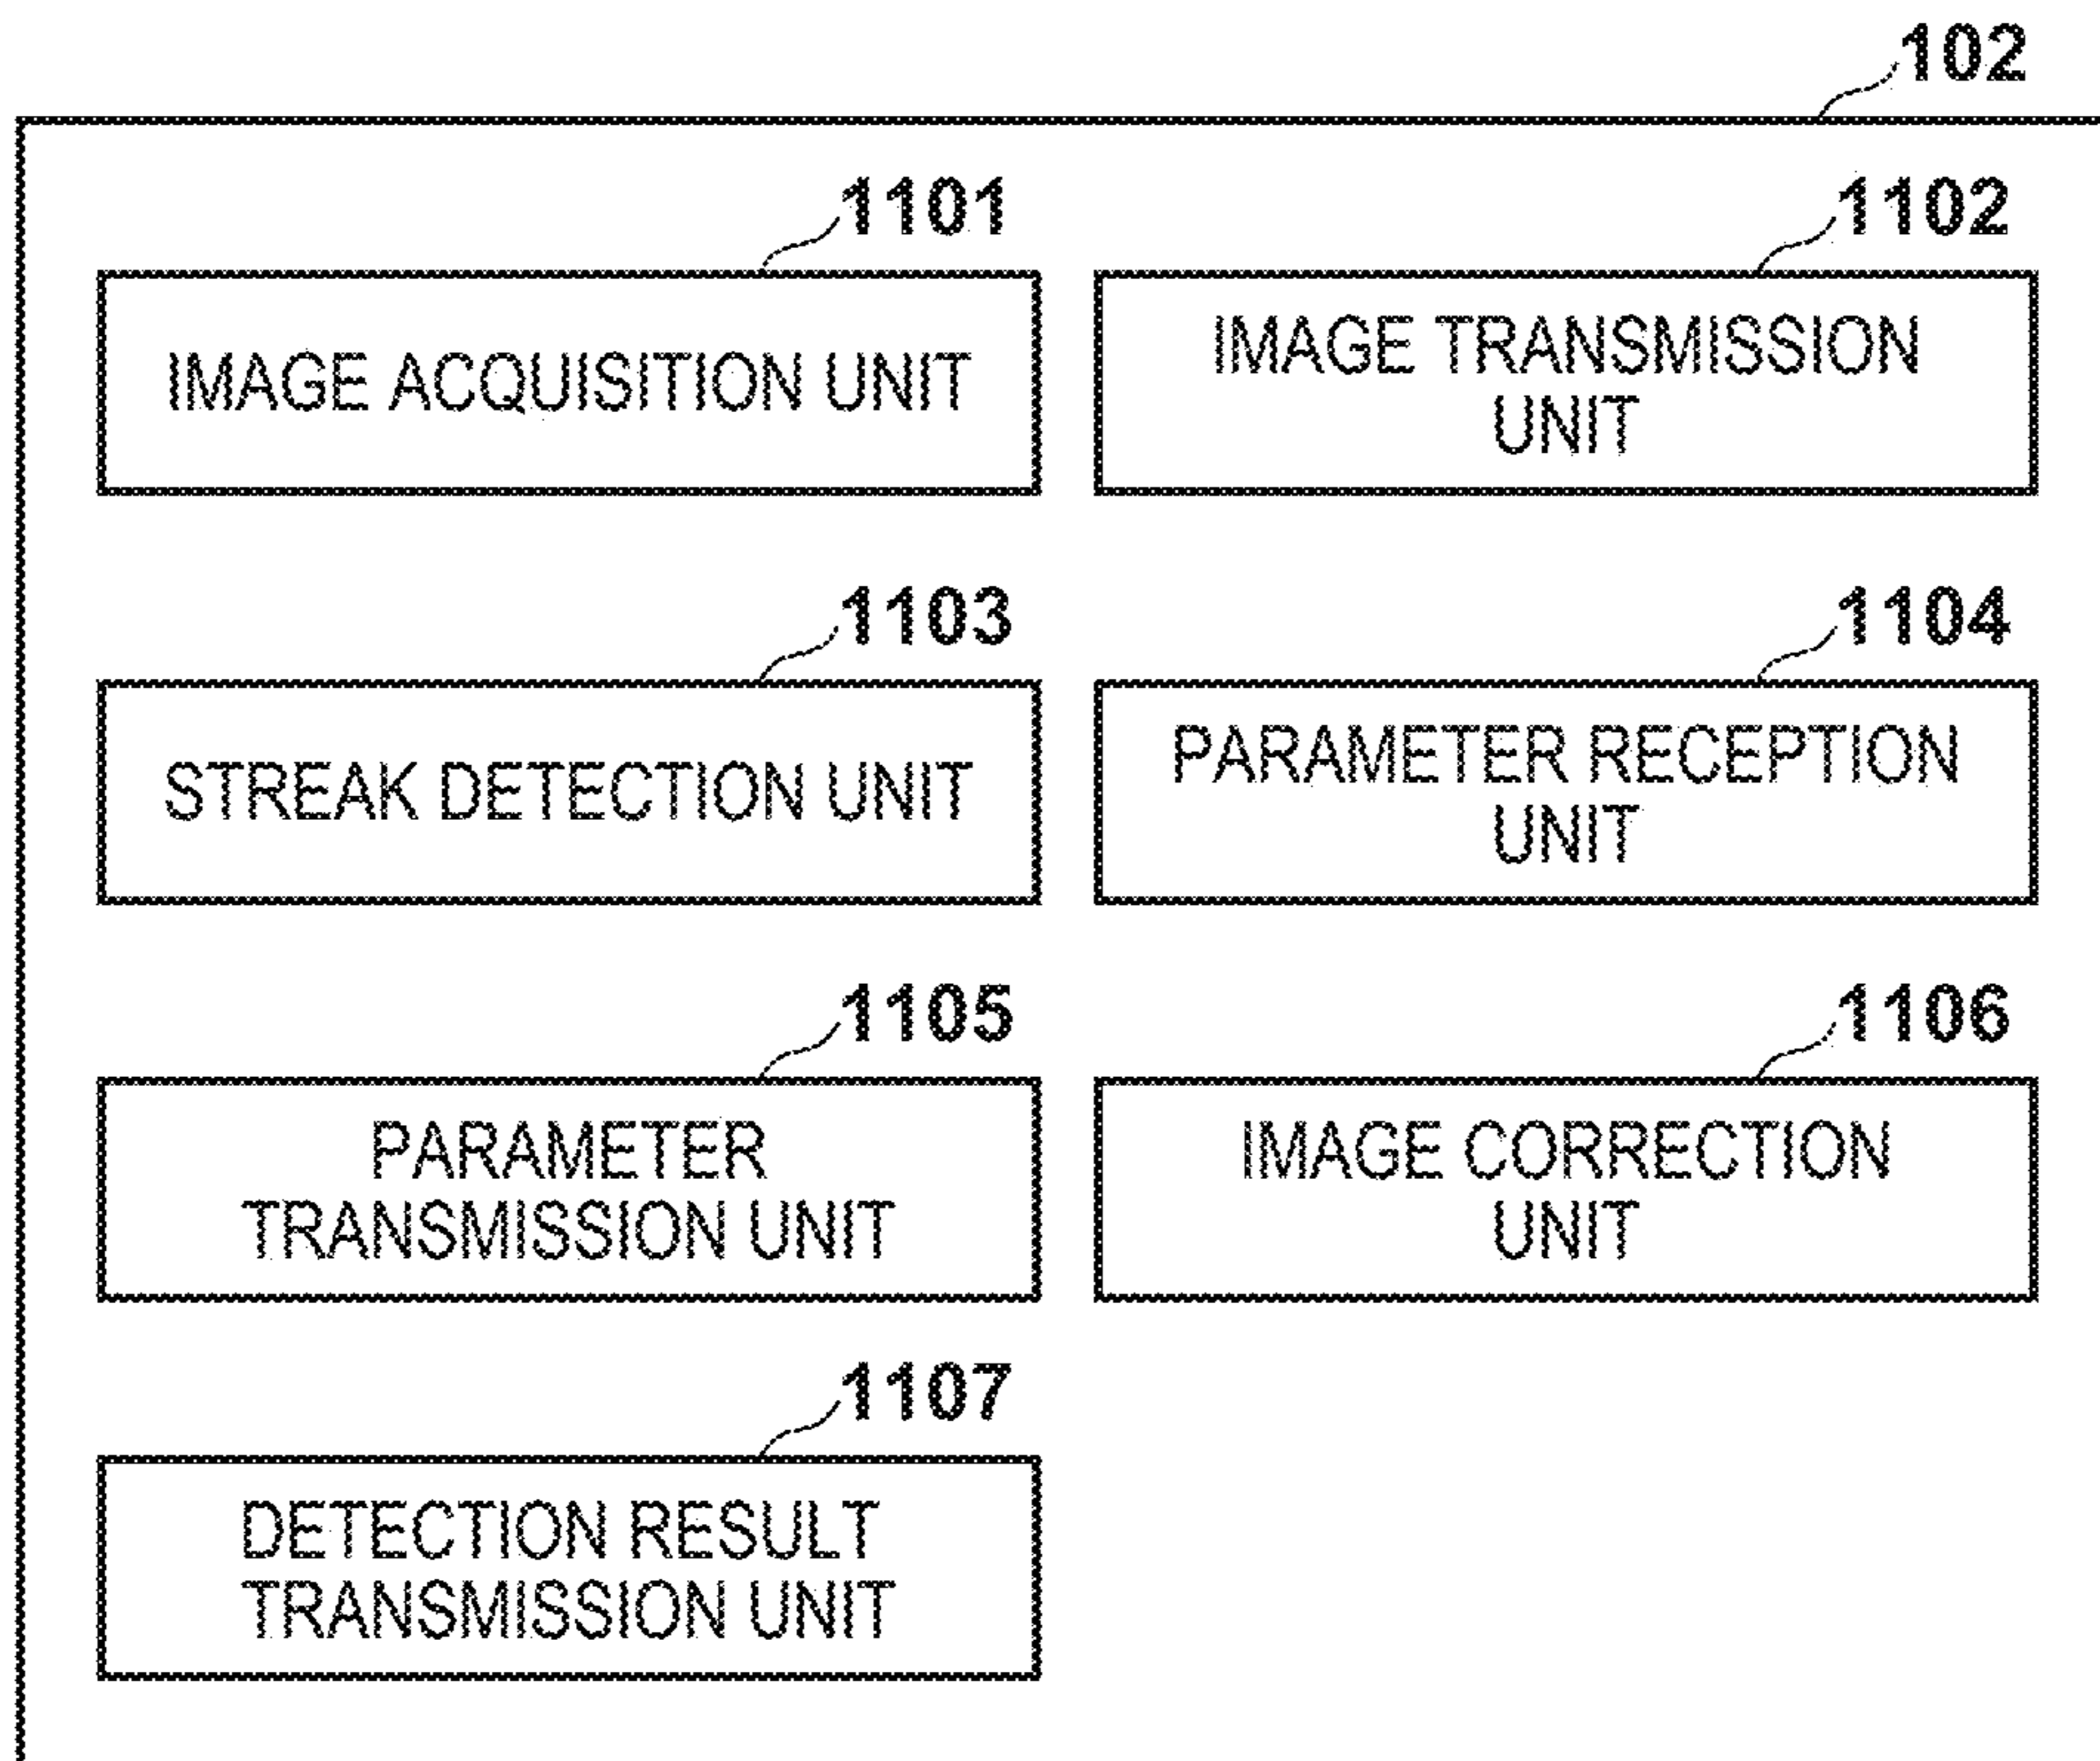 102
1101
1102
IMAGE ACQUISITION UNIT
IMAGE TRANSMISSION
UNIT
1103
1104
STREAK DETECTION UNIT
PARAMETER RECEPTION
UNIT
1105
1106
PARAMETER
TRANSMISSION UNIT
IMAGE CORRECTION
UNIT
1107
DETECTION RESULT
TRANSMISSION UNIT